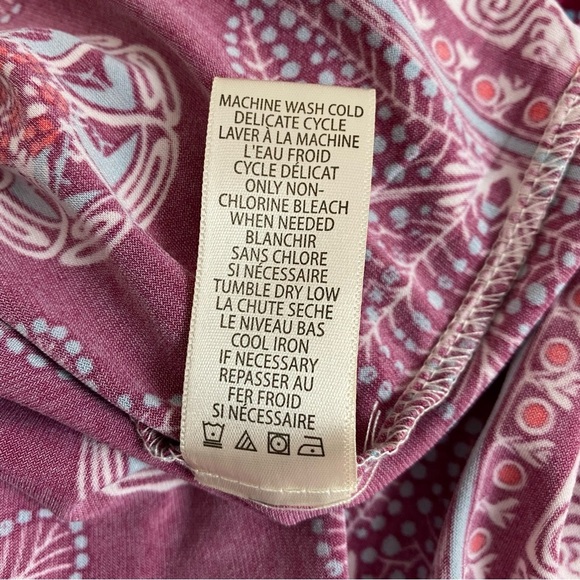 MACHINE WASH COLD
DELICATE CYCLE
LAVER À LA MACHINE
L'EAU FROID
CYCLE DÉLICAT
ONLY NON-
CHLORINE BLEACH
WHEN NEEDED
BLANCHIR
SANS CHLORE
SI NÉCESSAIRE
TUMBLE DRY LOW
LA CHUTE SECHE
LE NIVEAU BAS
COOL IRON
IF NECESSARY
REPASSER AU
FER FROID
SI NÉCESSAIRE